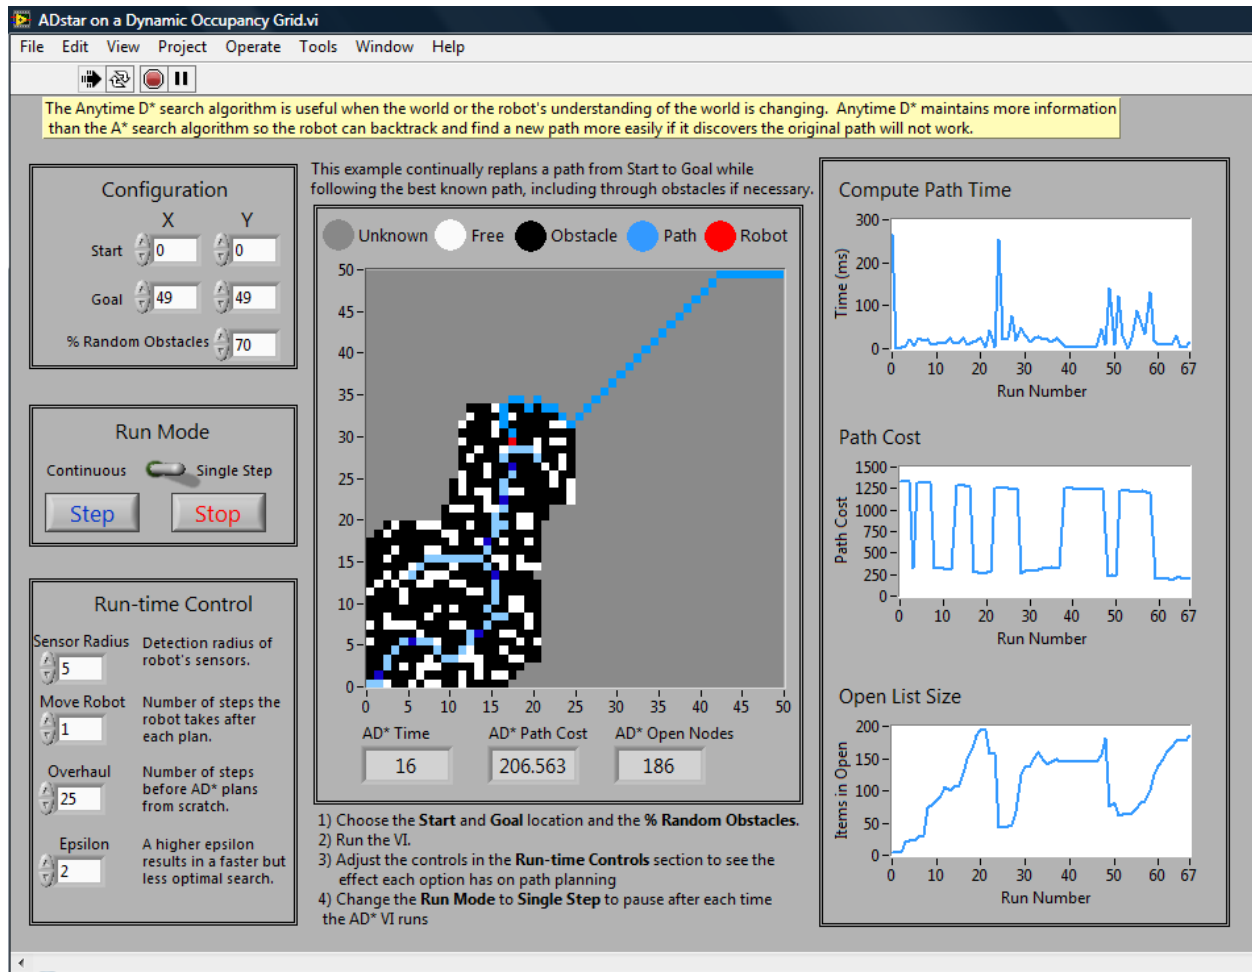 ADstar on a Dynamic Occupancy Grid.vi
File Edit View Project Operate Tools Window Help
The Anytime D* search algorithm is useful when the world or the robot's understanding of the world is changing. Anytime D* maintains more information
than the A* search algorithm so the robot can backtrack and find a new path more easily if it discovers the original path will not work.
Configuration
X Y
Start 0 0
Goal 49 49
% Random Obstacles 70
Run Mode
Continuous Single Step
Step Stop
Run-time Control
Sensor Radius
5
Detection radius of
robot's sensors.
Move Robot
1
Number of steps the
robot takes after
each plan.
Overhaul
25
Number of steps
before AD* plans
from scratch.
Epsilon
2
A higher epsilon
results in a faster but
less optimal search.
This example continually replans a path from Start to Goal while
following the best known path, including through obstacles if necessary.
Unknown Free Obstacle Path Robot
50
45
40
35
30
25
20
15
10
5
0
0 5 10 15 20 25 30 35 40 45 50
AD* Time AD* Path Cost AD* Open Nodes
16 206.563 186
1) Choose the Start and Goal location and the % Random Obstacles.
2) Run the VI.
3) Adjust the controls in the Run-time Controls section to see the
effect each option has on path planning
4) Change the Run Mode to Single Step to pause after each time
the AD* VI runs
Compute Path Time
Time (ms)
300
200
100
0
0 10 20 30 40 50 60 67
Run Number
Path Cost
Path Cost
1500
1250
1000
750
500
250
0
0 10 20 30 40 50 60 67
Run Number
Open List Size
Items in Open
200
150
100
50
0
0 10 20 30 40 50 60 67
Run Number